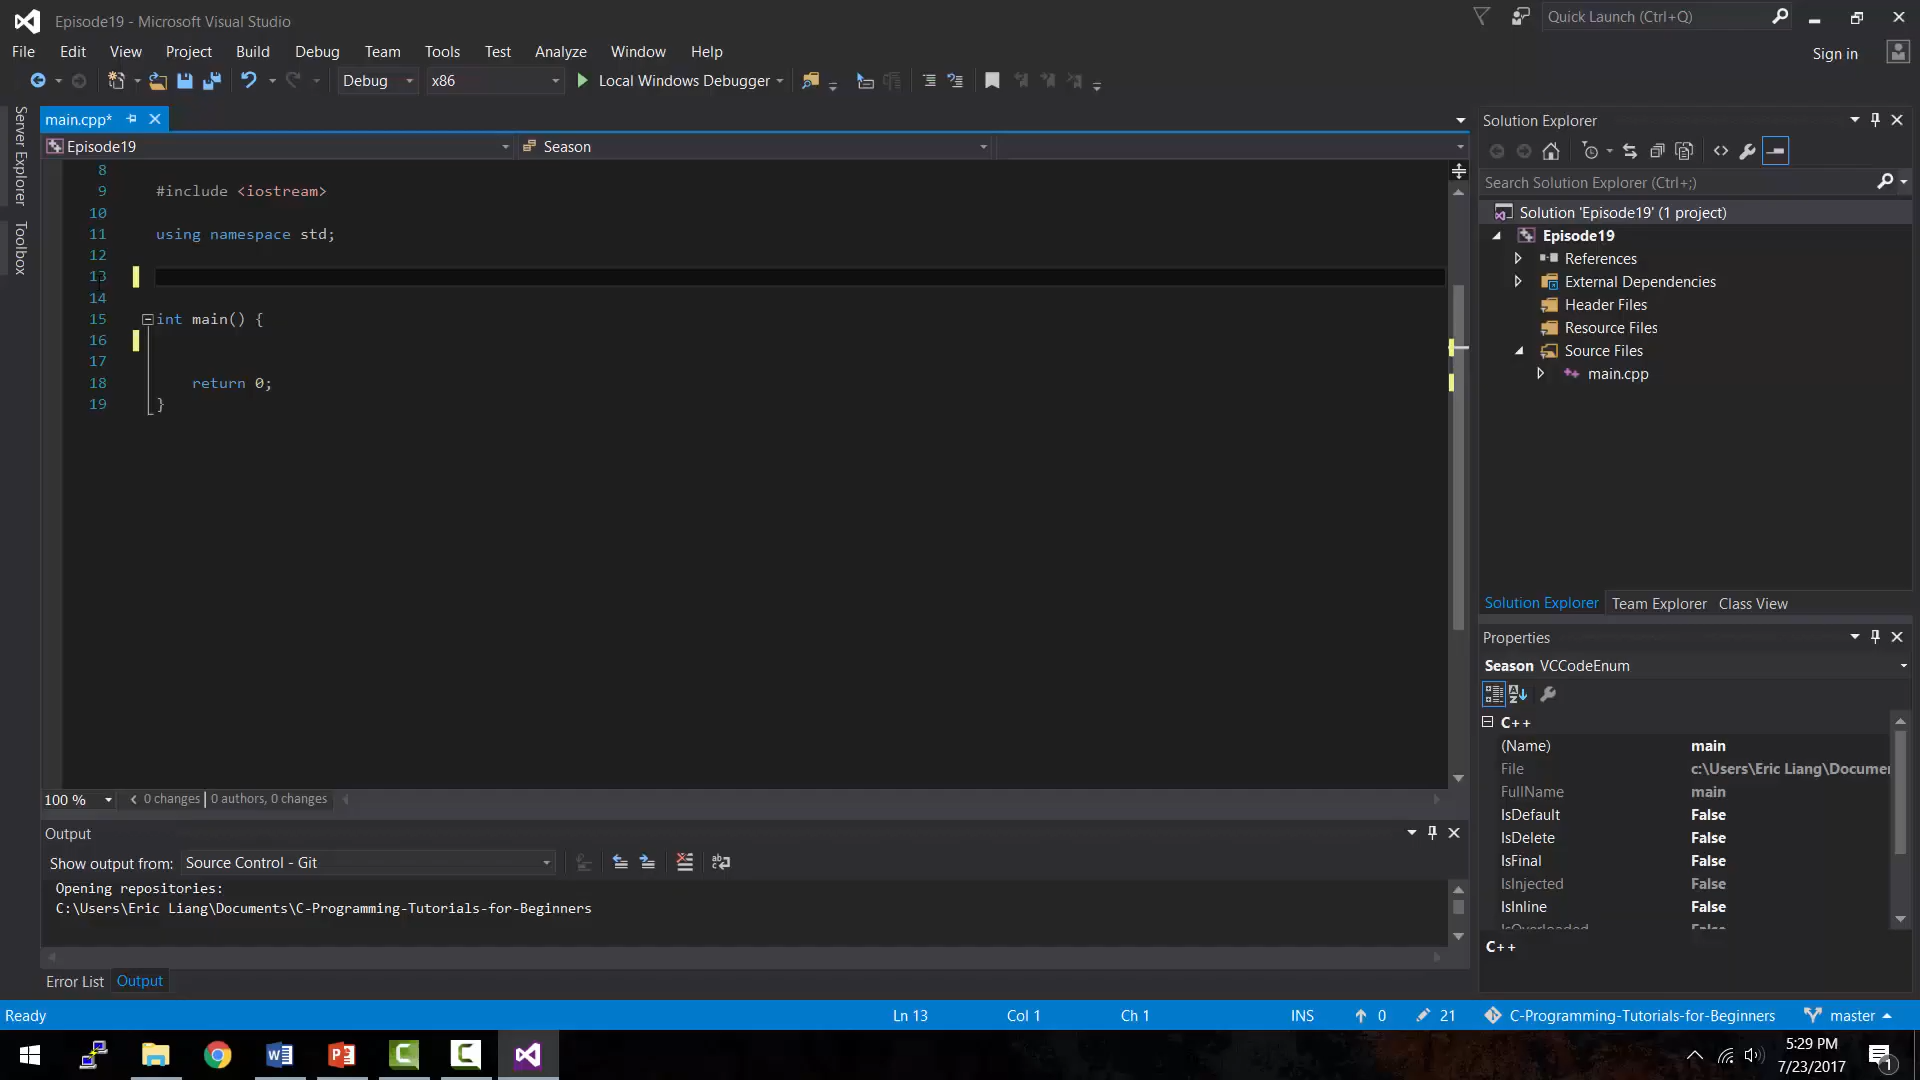 Episode19 - Microsoft Visual Studio
Quick Launch (Ctrl+Q)
File Edit View Project Build Debug Team Tools Test Analyze Window Help
Sign in
Debug x86 Local Windows Debugger
Server Explorer
Toolbox
main.cpp*
Episode19 Season
8
9 #include <iostream>
10
11 using namespace std;
12
13
14
15 int main() {
16
17
18 return 0;
19 }
100 % 0 changes | 0 authors, 0 changes
Output
Show output from: Source Control - Git
Opening repositories:
C:\Users\Eric Liang\Documents\C-Programming-Tutorials-for-Beginners
Error List Output
Solution Explorer
Search Solution Explorer (Ctrl+;)
Solution 'Episode19' (1 project)
Episode19
References
External Dependencies
Header Files
Resource Files
Source Files
main.cpp
Solution Explorer Team Explorer Class View
Properties
Season VCCodeEnum
C++
(Name) main
File c:\Users\Eric Liang\Documen
FullName main
IsDefault False
IsDelete False
IsFinal False
IsInjected False
IsInline False
IsOverloaded False
C++
Ready Ln 13 Col 1 Ch 1 INS 0 21 C-Programming-Tutorials-for-Beginners master
5:29 PM
7/23/2017
1